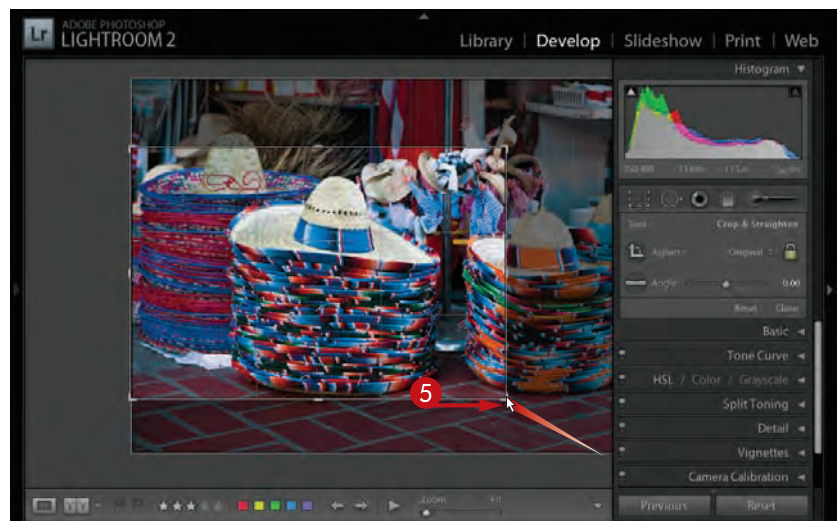 Lr ADOBE PHOTOSHOP
LIGHTROOM 2
Library | Develop | Slideshow | Print | Web
Histogram
ISO 400
Tool Crop & Straighten
Aspect Original
Angle 0.00
Reset Close
Basic
Tone Curve
HSL / Color / Grayscale
Split Toning
Detail
Vignettes
Camera Calibration
5
Y Y
Zoom Fit
Previous Reset